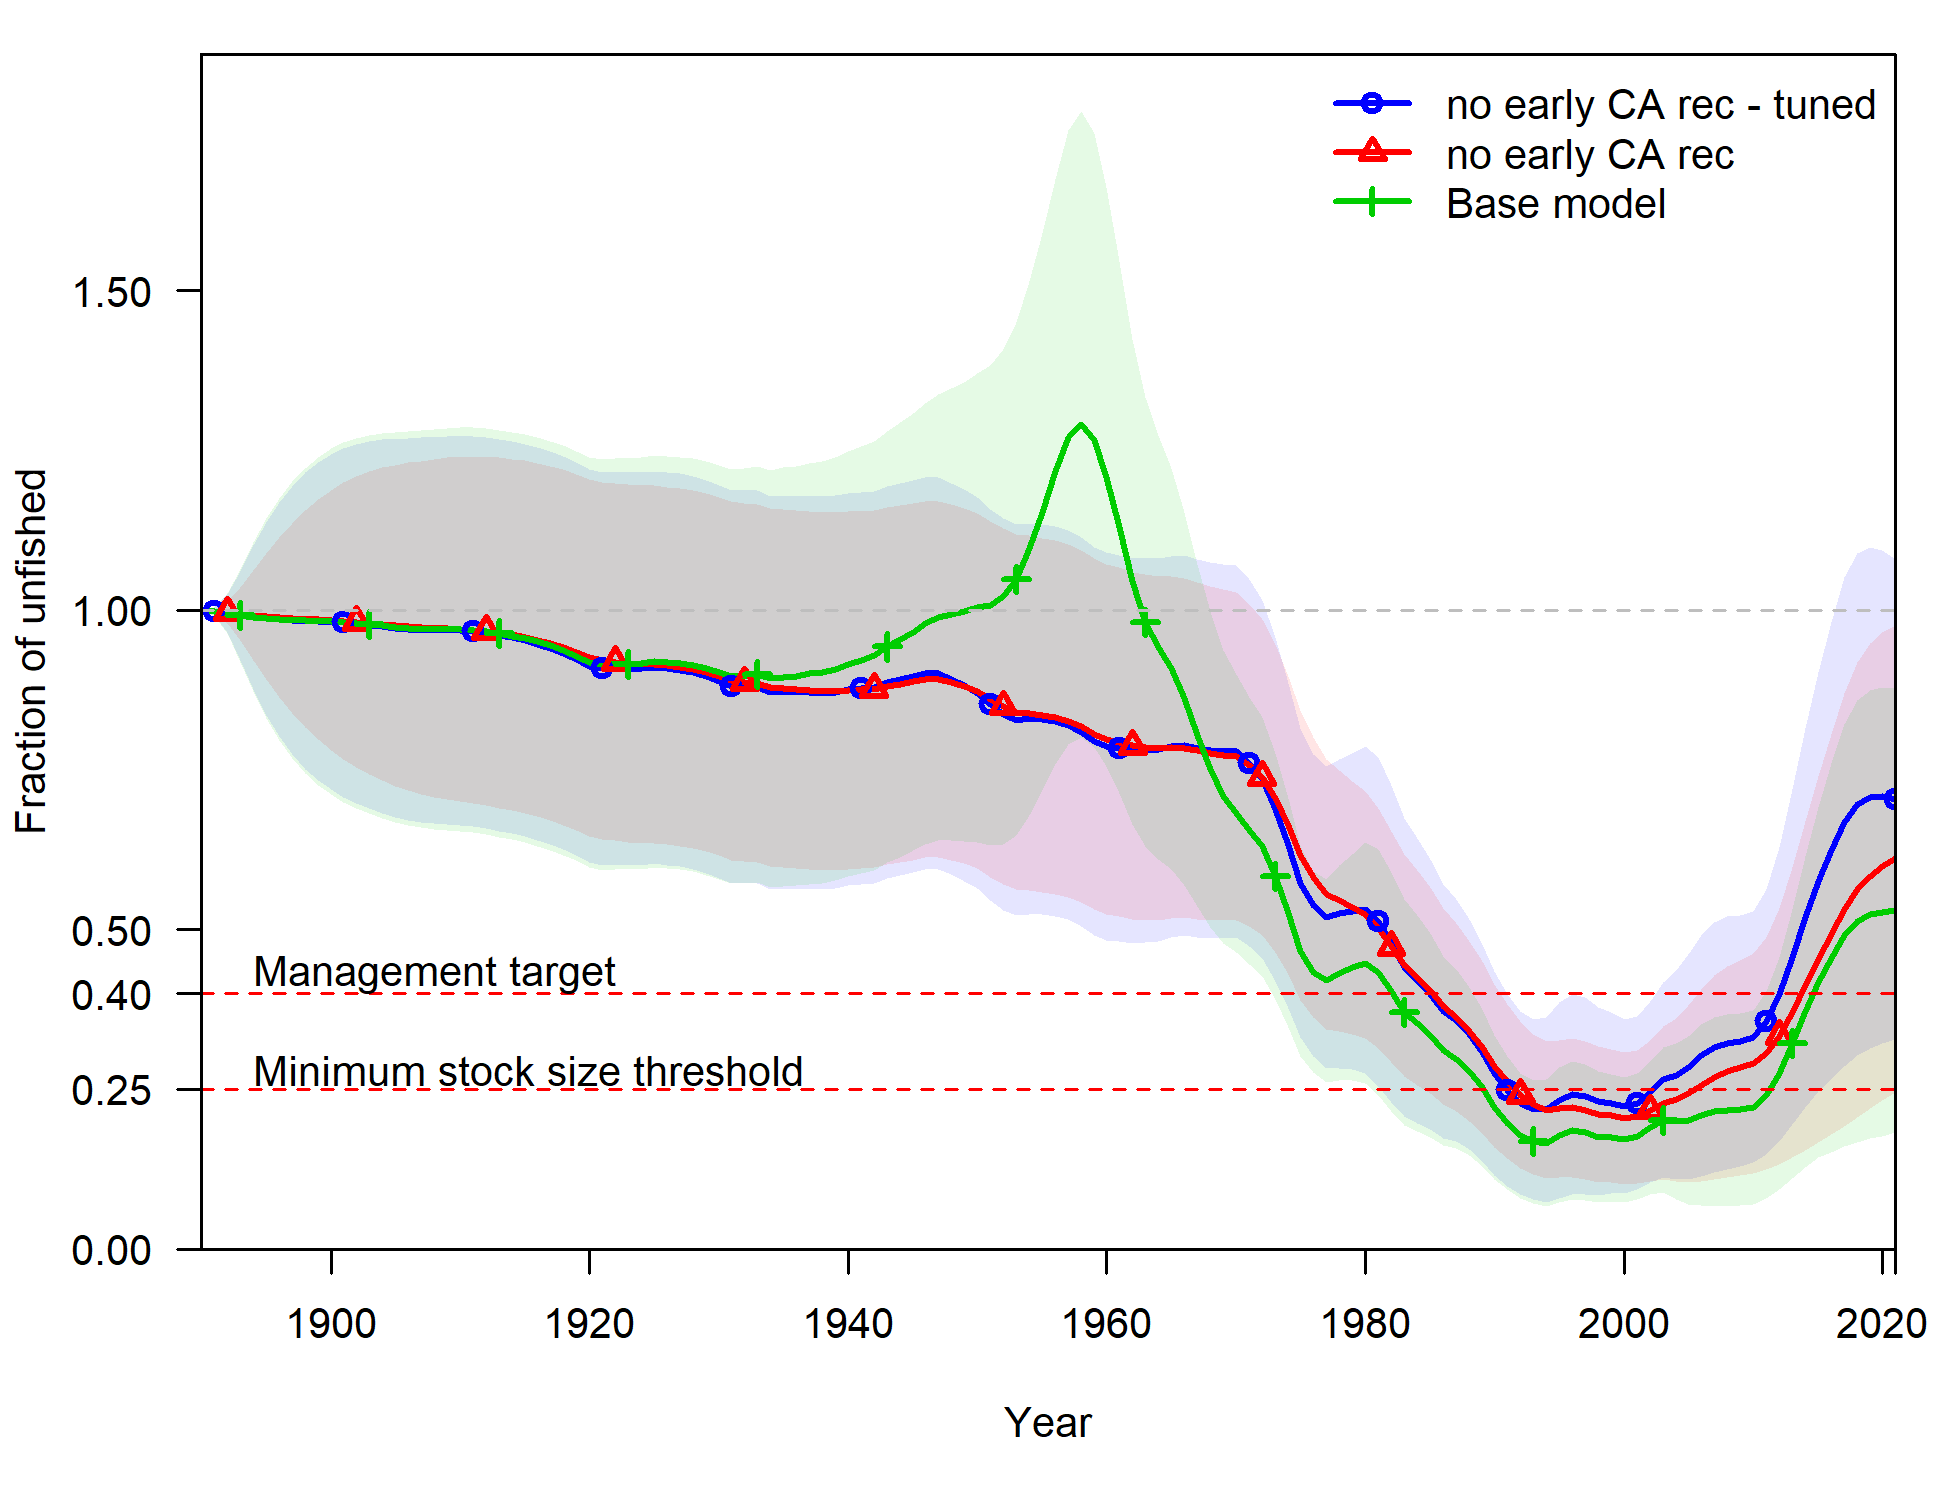 no early CA rec - tuned
no early CA rec
Base model
Fraction of unfished
1.50
1.00
0.50
0.40
0.25
0.00
Management target
Minimum stock size threshold
1900 1920 1940 1960 1980 2000 2020
Year